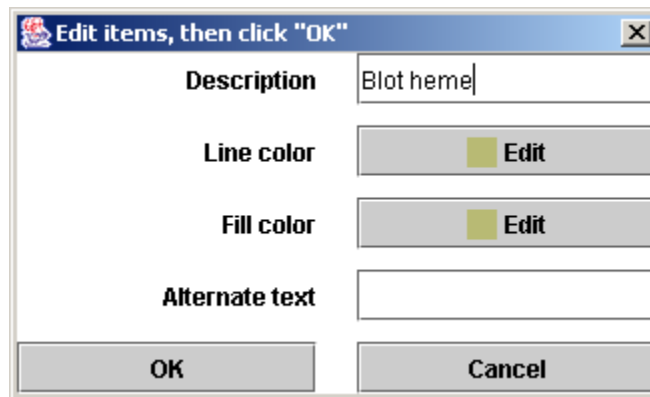 Edit items, then click "OK"
Description Blot heme
Line color Edit
Fill color Edit
Alternate text
OK Cancel